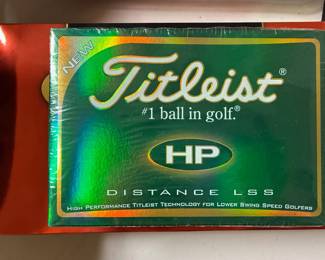 NEW
Titleist®
#1 ball in golf.®
HP
DISTANCE LSS
HIGH PERFORMANCE TITLEIST TECHNOLOGY FOR LOWER SWING SPEED GOLFERS